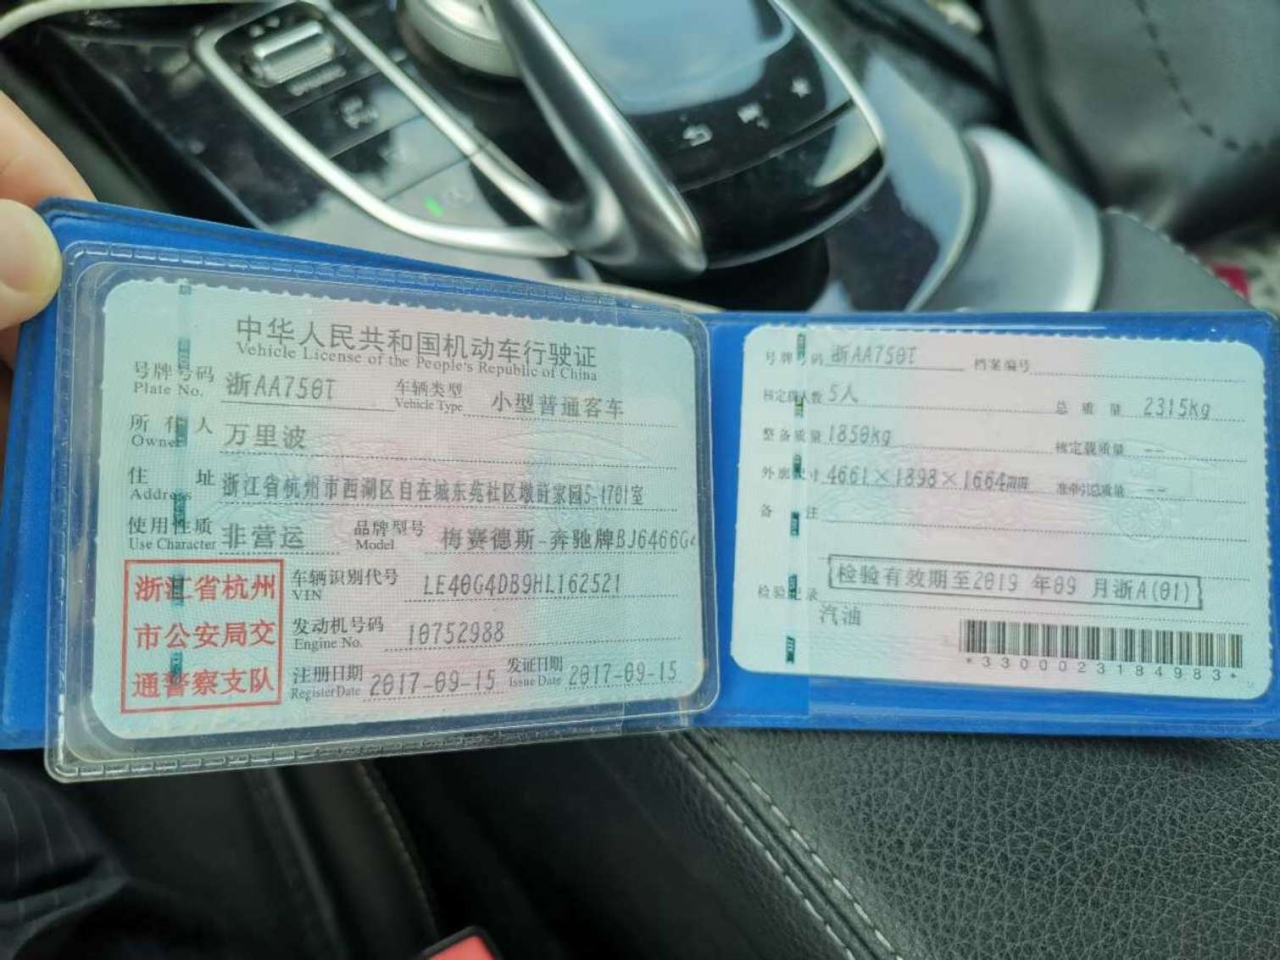 中华人民共和国机动车行驶证
Vehicle License of the People's Republic of China
号牌号码 浙AA750T 车辆类型 小型普通客车
Plate No. Vehicle Type
所有人 万里波
Owner
住址 浙江省杭州市西湖区自在城东苑社区墩莳家园5-1701室
Address
使用性质 非营运 品牌型号 梅赛德斯-奔驰牌BJ6466G4
Use Character Model
浙江省杭州
市公安局交
通警察支队
车辆识别代号 LE40G4DB9HL162521
VIN
发动机号码 10752988
Engine No.
注册日期 2017-09-15 发证日期 2017-09-15
Register Date Issue Date
号牌号码 浙AA750T 档案编号
核定载人数 5人 总质量 2315kg
整备质量 1850kg 核定载质量 --
外廓尺寸 4661×1898×1664mm 准牵引总质量 --
备注
检验有效期至2019年09月浙A(01)
检验记录
汽油
*3300023184983*